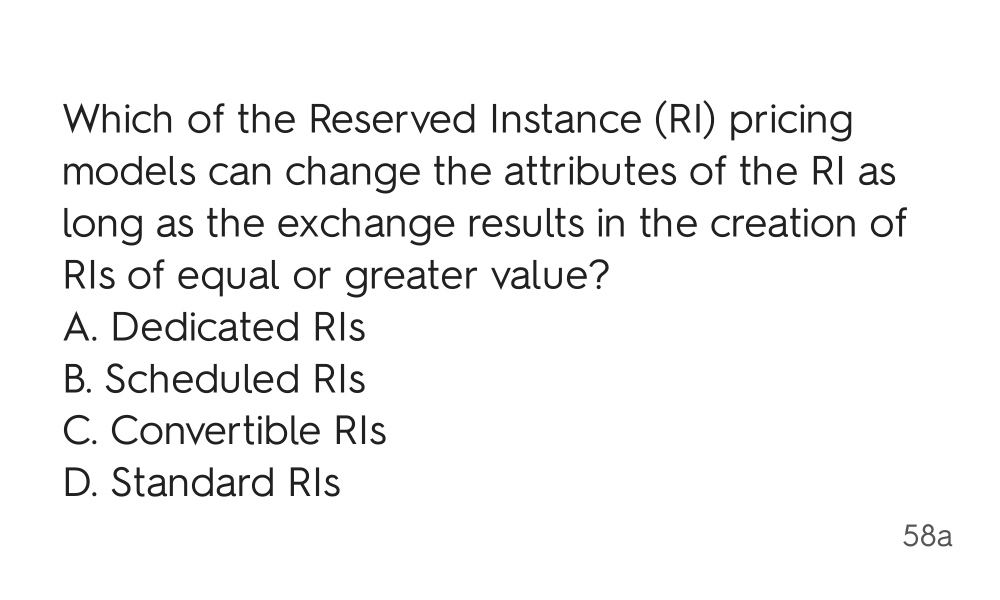 Which of the Reserved Instance (RI) pricing
models can change the attributes of the RI as
long as the exchange results in the creation of
RIs of equal or greater value?
A. Dedicated RIs
B. Scheduled RIs
C. Convertible RIs
D. Standard RIs
58a